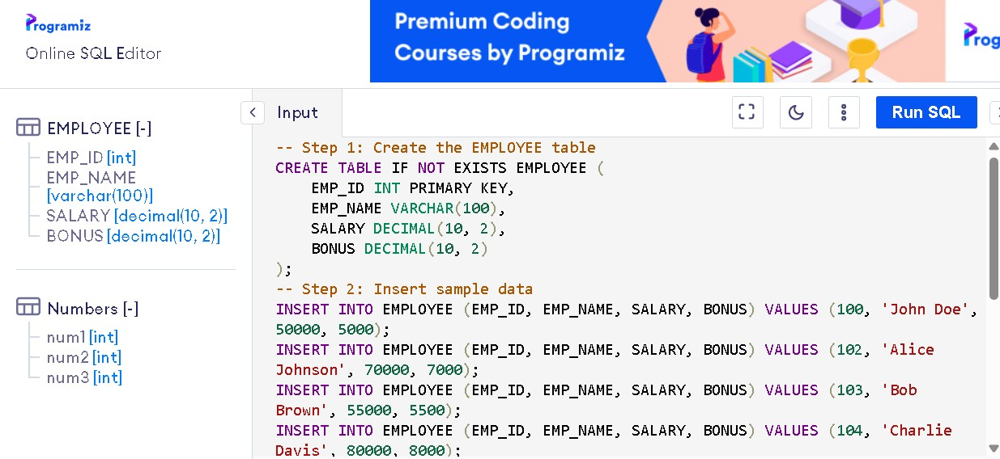 Programiz
Online SQL Editor
Premium Coding
Courses by Programiz
Prog
EMPLOYEE [-]
EMP_ID [int]
EMP_NAME
[varchar(100)]
SALARY [decimal(10, 2)]
BONUS [decimal(10, 2)]
Numbers [-]
num1 [int]
num2 [int]
num3 [int]
Input
Run SQL
-- Step 1: Create the EMPLOYEE table
CREATE TABLE IF NOT EXISTS EMPLOYEE (
    EMP_ID INT PRIMARY KEY,
    EMP_NAME VARCHAR(100),
    SALARY DECIMAL(10, 2),
    BONUS DECIMAL(10, 2)
);
-- Step 2: Insert sample data
INSERT INTO EMPLOYEE (EMP_ID, EMP_NAME, SALARY, BONUS) VALUES (100, 'John Doe',
50000, 5000);
INSERT INTO EMPLOYEE (EMP_ID, EMP_NAME, SALARY, BONUS) VALUES (102, 'Alice
Johnson', 70000, 7000);
INSERT INTO EMPLOYEE (EMP_ID, EMP_NAME, SALARY, BONUS) VALUES (103, 'Bob
Brown', 55000, 5500);
INSERT INTO EMPLOYEE (EMP_ID, EMP_NAME, SALARY, BONUS) VALUES (104, 'Charlie
Davis', 80000, 8000);